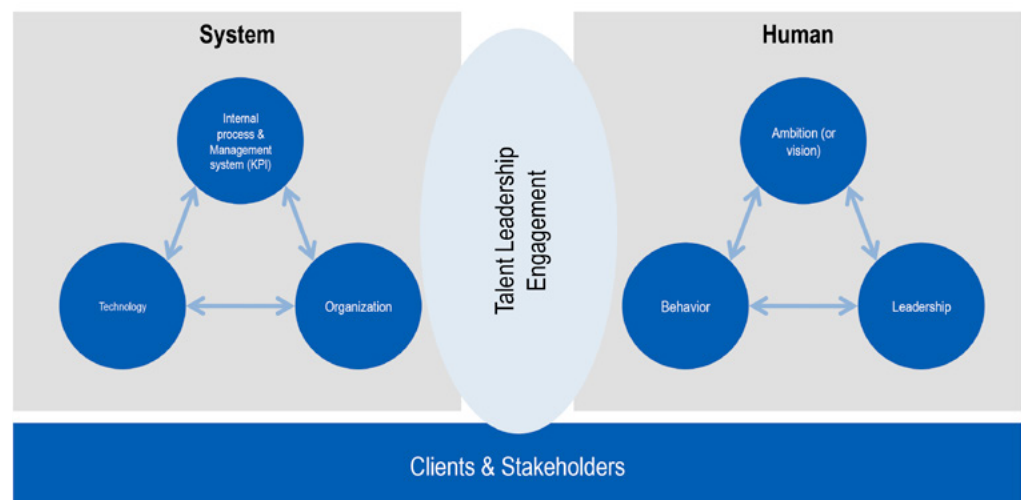 System
Internal
process &
Management
system (KPI)
Technology
Organization
Talent Leadership
Engagement
Human
Ambition (or
vision)
Behavior
Leadership
Clients & Stakeholders